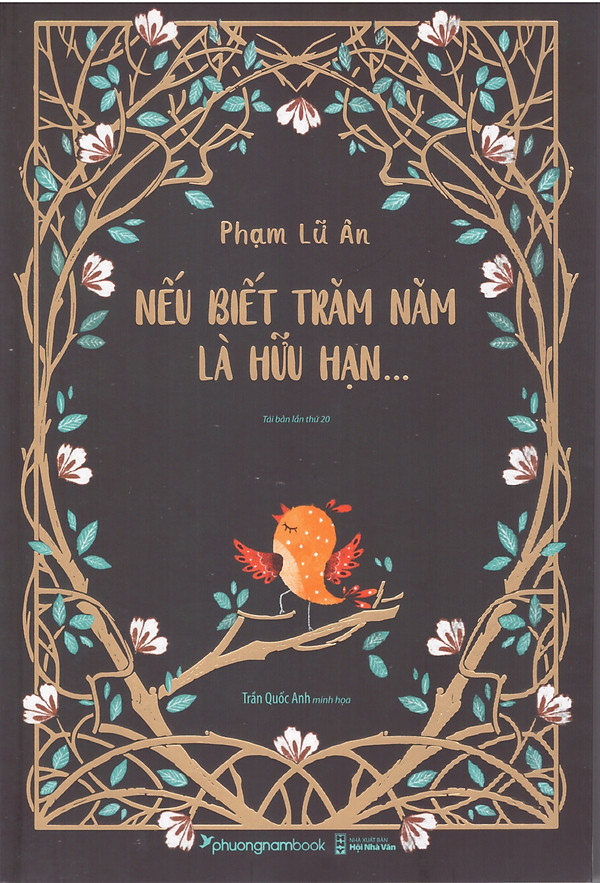 Phạm Lữ Ân
NẾU BIẾT TRĂM NĂM
LÀ HỮU HẠN...
Tái bản lần thứ 20
Trần Quốc Anh minh họa
phuongnambook
NHÀ XUẤT BẢN
Hội Nhà Văn